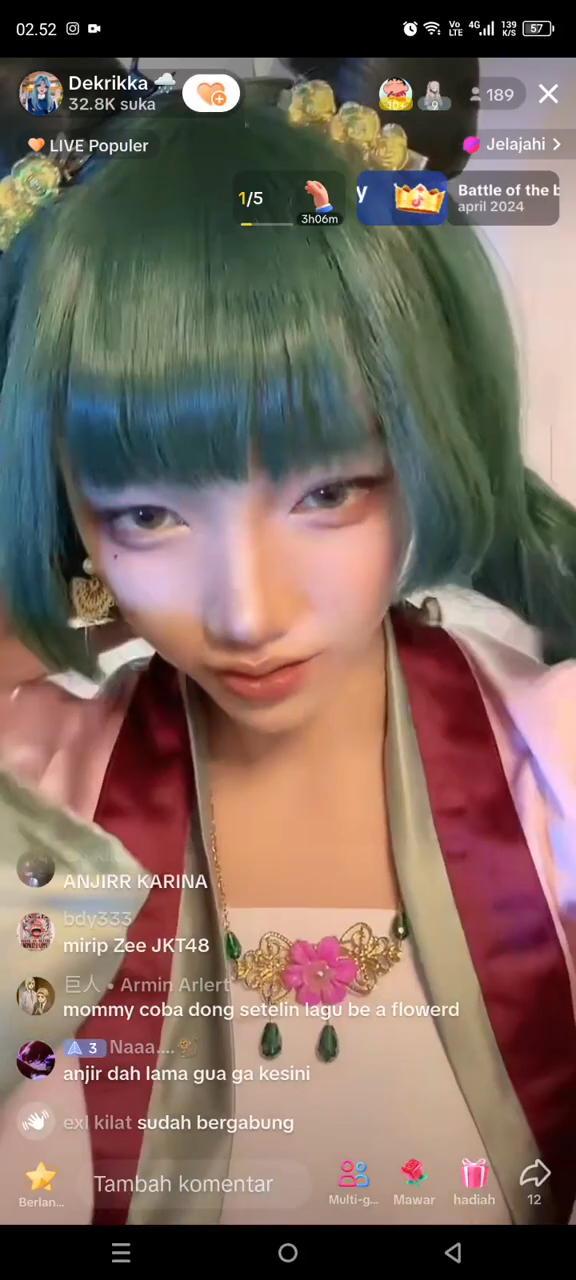 02.52
Vo LTE
4G
139 K/S
57
Dekrikka
32.8K suka
10+
9
189
LIVE Populer
Jelajahi
1/5
3h06m
y
Battle of the b
april 2024
ANJIRR KARINA
bdy333
mirip Zee JKT48
巨人 • Armin Arlert
mommy coba dong setelin lagu be a flowerd
3 Naaa....
anjir dah lama gua ga kesini
exl kilat sudah bergabung
Berlan...
Tambah komentar
Multi-g...
Mawar
hadiah
12